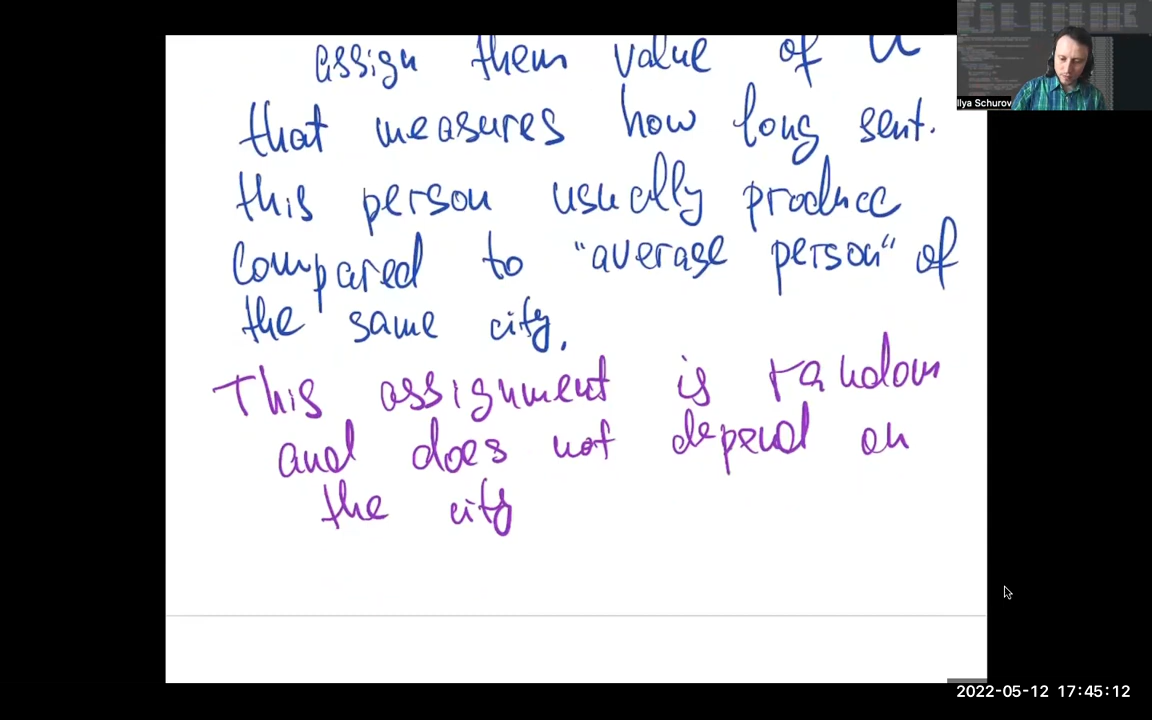 assign them value of u
that measures how long sent.
this person usually produce
compared to "average person" of
the same city.
This assignment is random
and does not depend on
the city
Ilya Schurov
2022-05-12 17:45:12